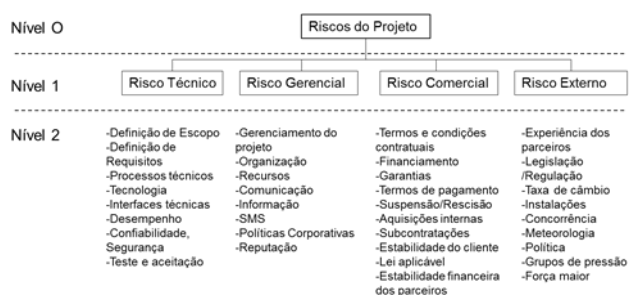 Nível O
Riscos do Projeto
Nível 1
Risco Técnico
Risco Gerencial
Risco Comercial
Risco Externo
Nível 2
-Definição de Escopo
-Definição de
Requisitos
-Processos técnicos
-Tecnologia
-Interfaces técnicas
-Desempenho
-Confiabilidade,
Segurança
-Teste e aceitação
-Gerenciamento do
projeto
-Organização
-Recursos
-Comunicação
-Informação
-SMS
-Políticas Corporativas
-Reputação
-Termos e condições
contratuais
-Financiamento
-Garantias
-Termos de pagamento
-Suspensão/Rescisão
-Aquisições internas
-Subcontratações
-Estabilidade do cliente
-Lei aplicável
-Estabilidade financeira
dos parceiros
-Experiência dos
parceiros
-Legislação
/Regulação
-Taxa de câmbio
-Instalações
-Concorrência
-Meteorologia
-Política
-Grupos de pressão
-Força maior